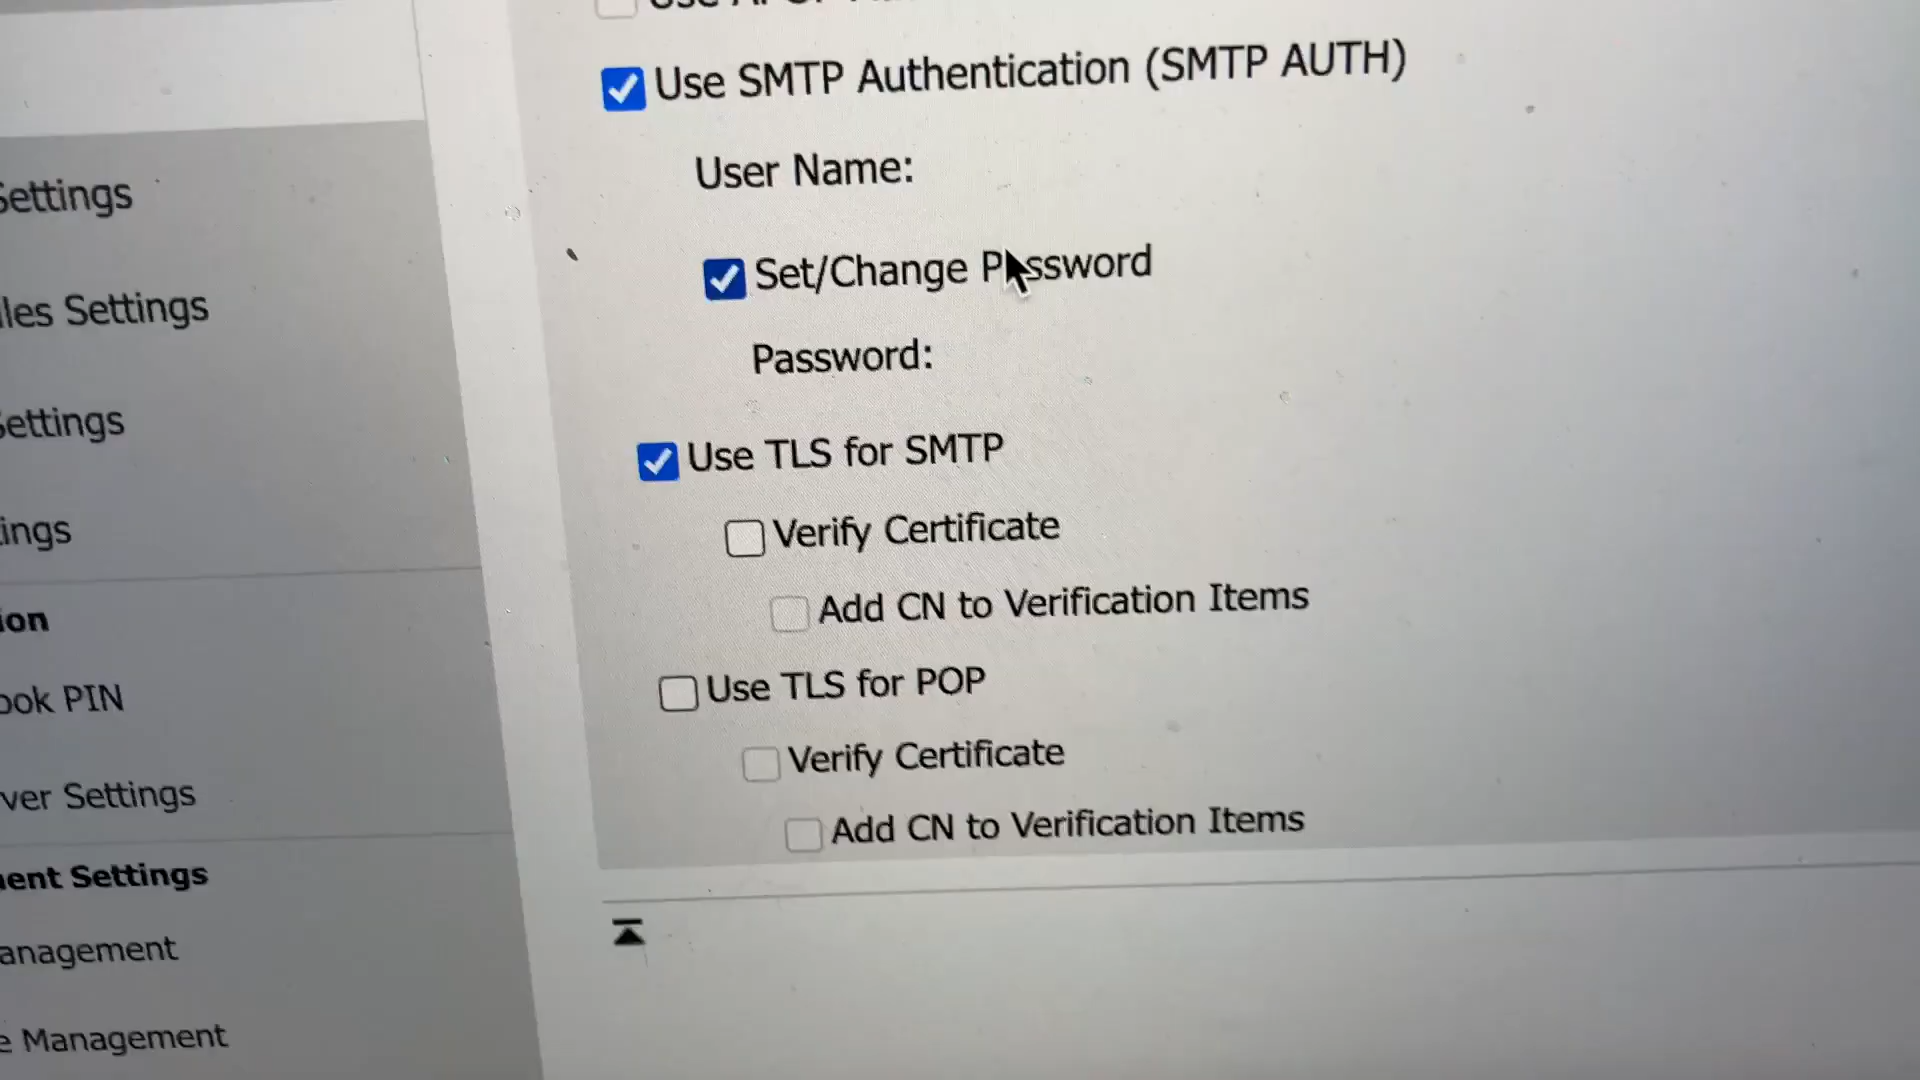 Use SMTP Authentication (SMTP AUTH)
User Name:
Set/Change Password
Password:
Use TLS for SMTP
Verify Certificate
Add CN to Verification Items
Use TLS for POP
Verify Certificate
Add CN to Verification Items
Settings
les Settings
Settings
ings
ion
ook PIN
ver Settings
ent Settings
anagement
e Management